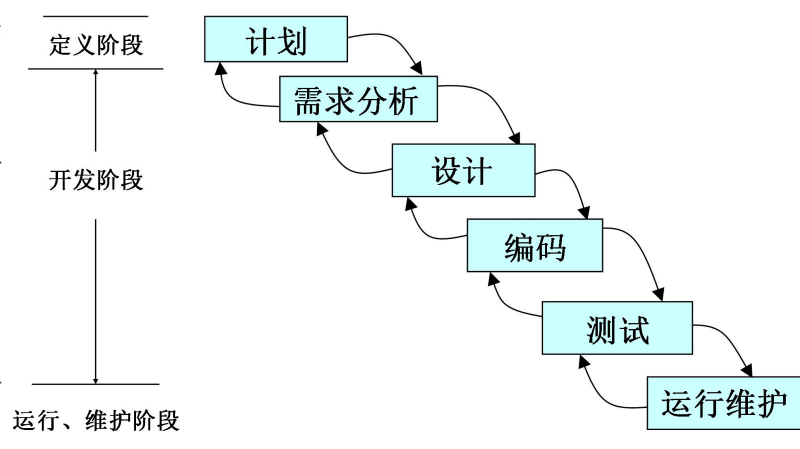 定义阶段
计划
需求分析
开发阶段
设计
编码
测试
运行维护
运行、维护阶段